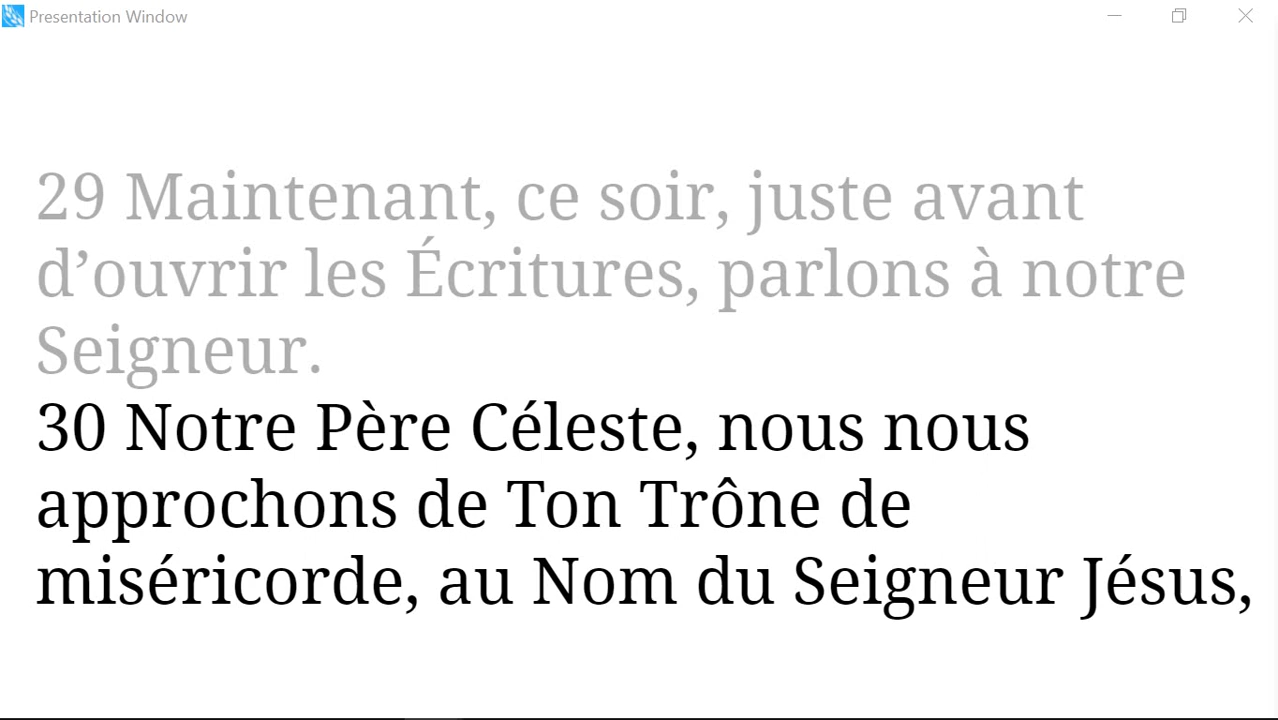 Presentation Window
29 Maintenant, ce soir, juste avant
d’ouvrir les Écritures, parlons à notre
Seigneur.
30 Notre Père Céleste, nous nous
approchons de Ton Trône de
miséricorde, au Nom du Seigneur Jésus,